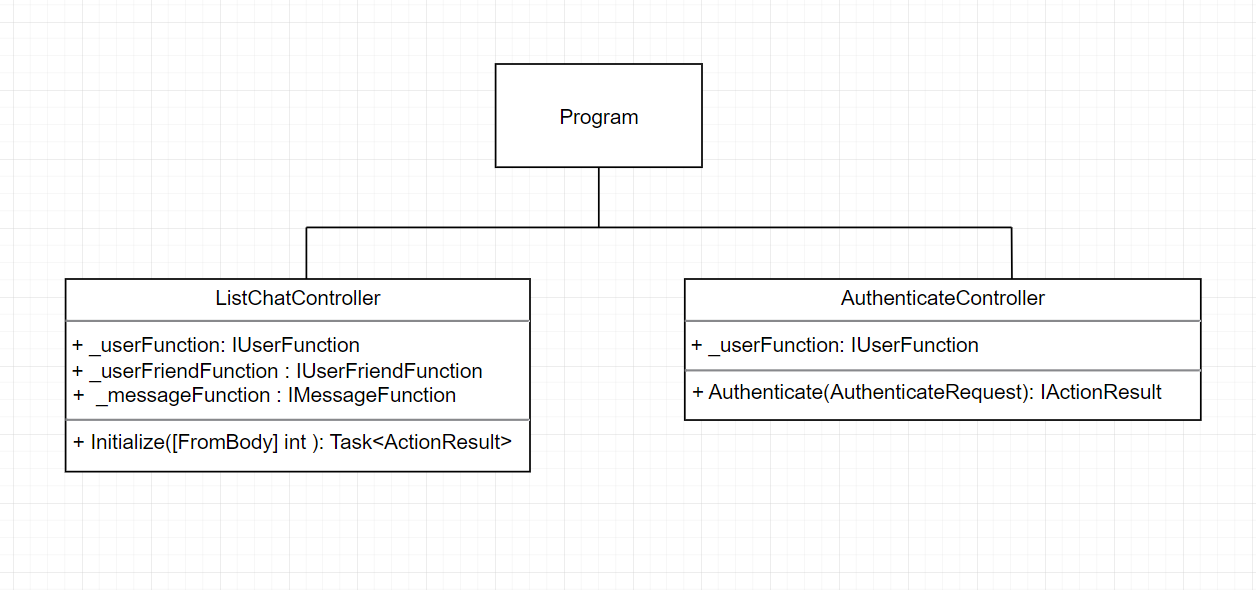 Program
ListChatController
+ _userFunction: IUserFunction
+ _userFriendFunction : IUserFriendFunction
+ _messageFunction : IMessageFunction
+ Initialize([FromBody] int ): Task<ActionResult>
AuthenticateController
+ _userFunction: IUserFunction
+ Authenticate(AuthenticateRequest): IActionResult